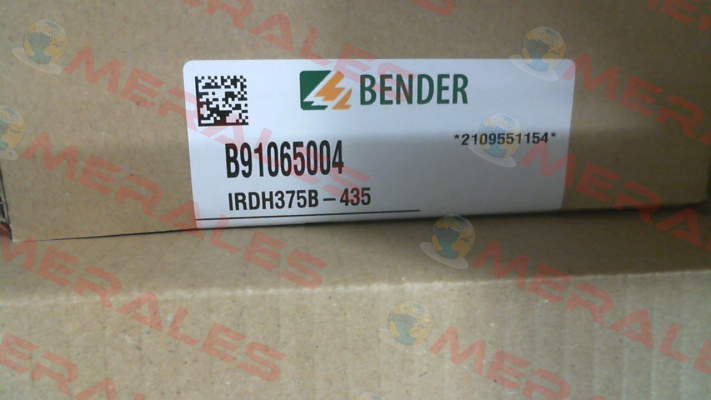 BENDER
*2109551154*
B91065004
IRDH375B-435
MERALES
MERALES
MERALES
MERALES